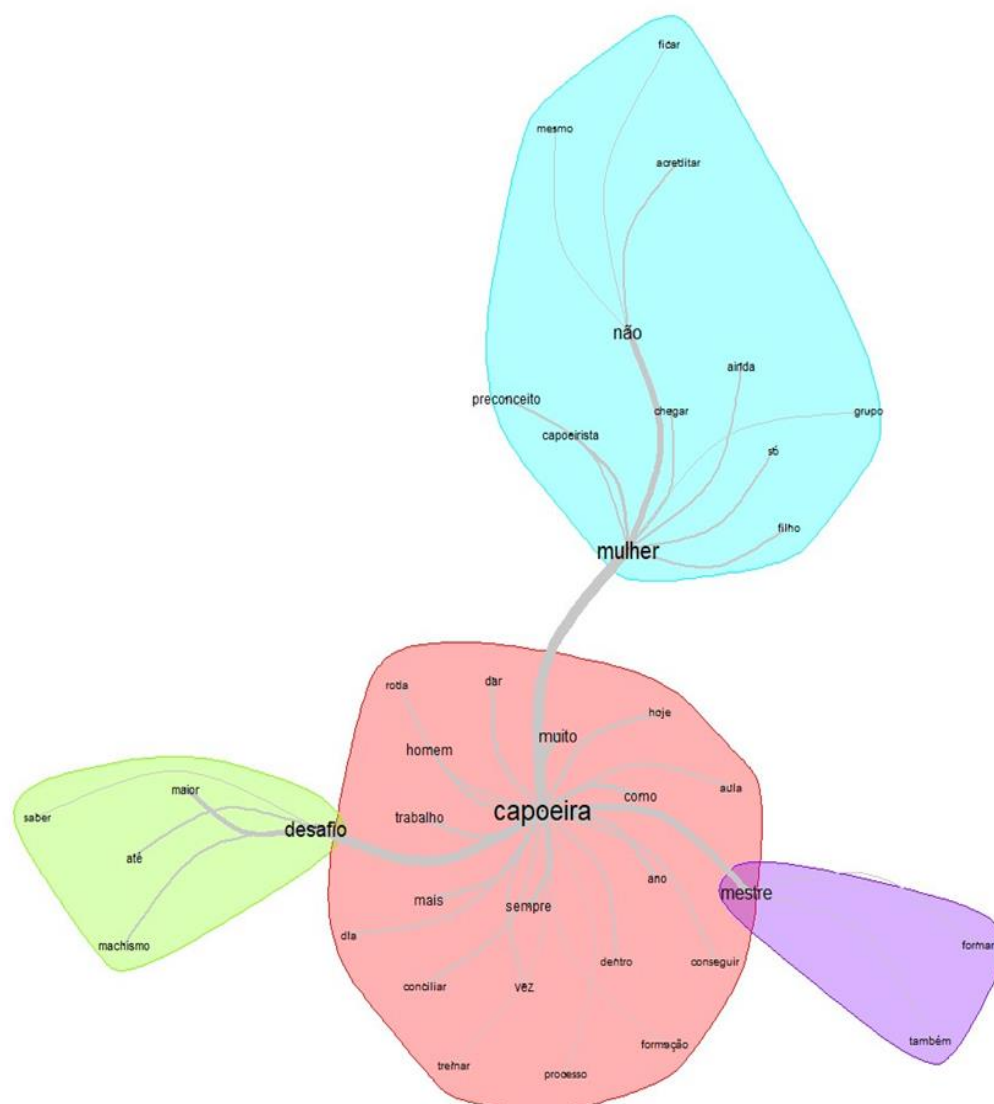 ficar
mesmo
acreditar
não
ainda
preconceito
chegar
grupo
capoeirista
só
filho
mulher
roda
dar
hoje
muito
homem
aula
maior
como
capoeira
saber
trabalho
desafio
até
ano
mestre
mais
sempre
dia
machismo
formar
dentro
conseguir
conciliar
vez
também
formação
treinar
processo